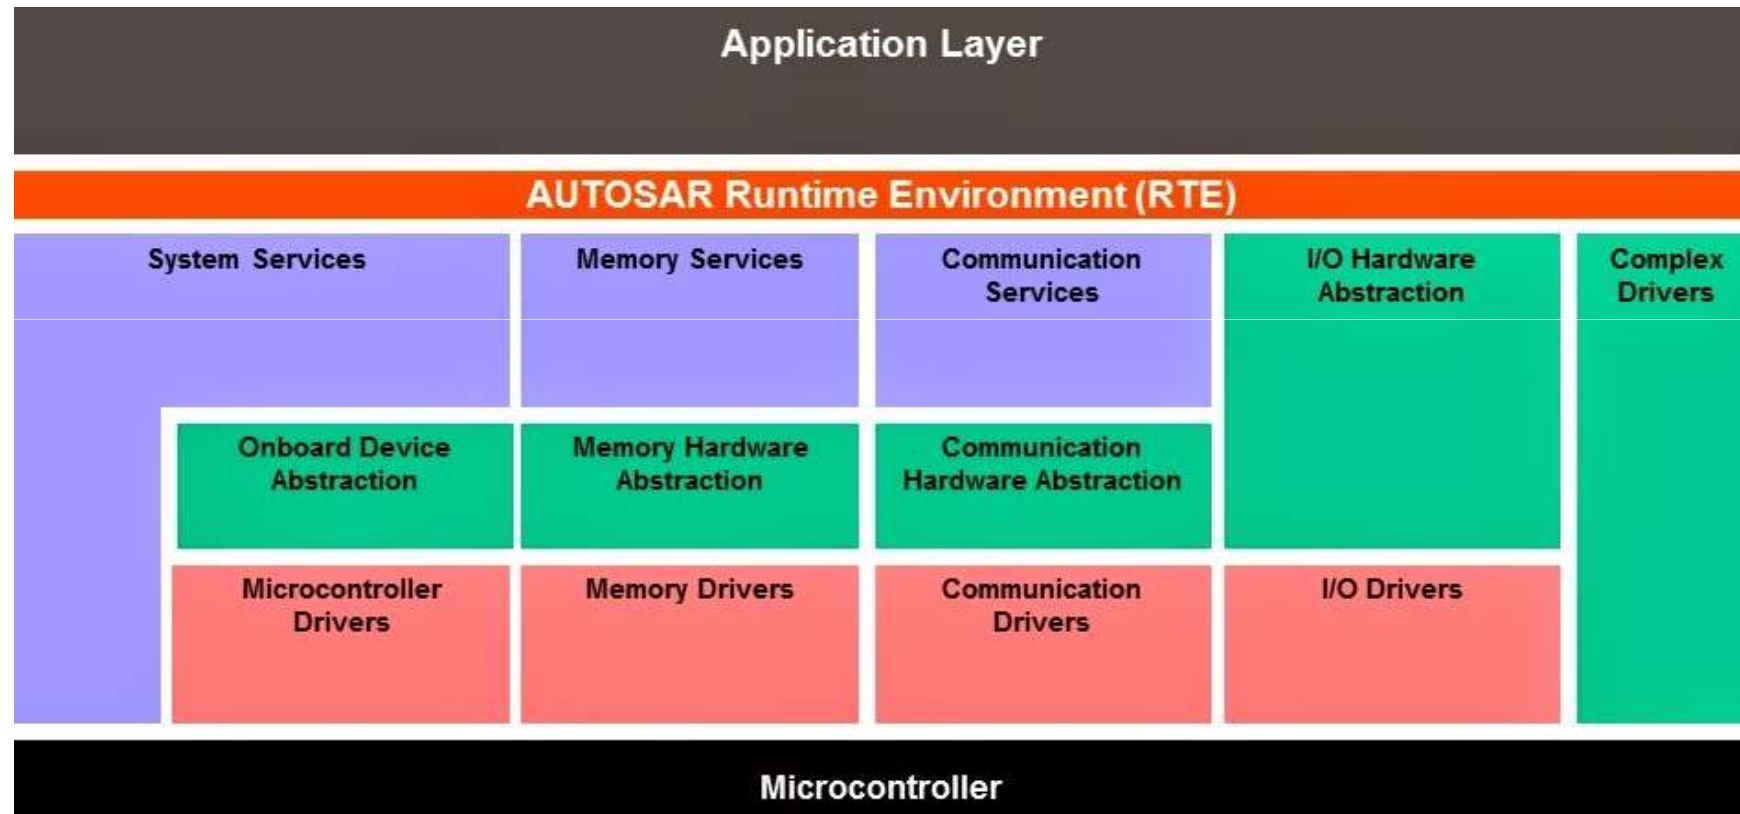 Application Layer
AUTOSAR Runtime Environment (RTE)
System Services
Memory Services
Communication
Services
I/O Hardware
Abstraction
Complex
Drivers
Onboard Device
Abstraction
Memory Hardware
Abstraction
Communication
Hardware Abstraction
Microcontroller
Drivers
Memory Drivers
Communication
Drivers
I/O Drivers
Microcontroller